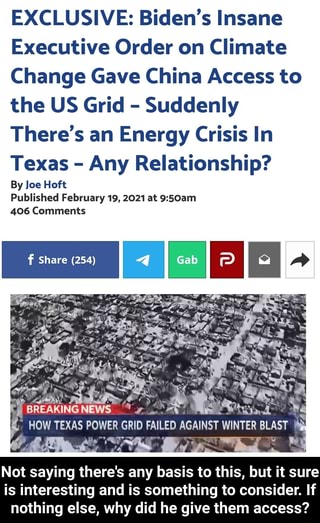 EXCLUSIVE: Biden's Insane
Executive Order on Climate
Change Gave China Access to
the US Grid – Suddenly
There's an Energy Crisis In
Texas – Any Relationship?
By Joe Hoft
Published February 19, 2021 at 9:50am
406 Comments
f Share (254)
Gab
BREAKING NEWS
HOW TEXAS POWER GRID FAILED AGAINST WINTER BLAST
Not saying there's any basis to this, but it sure
is interesting and is something to consider. If
nothing else, why did he give them access?